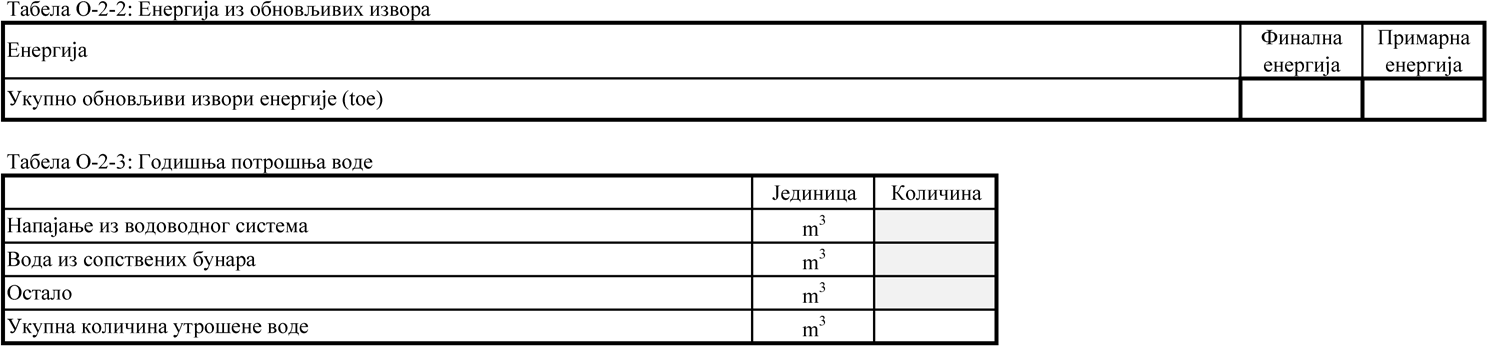 Табела О-2-2: Енергија из обновљивих извора
Енергија Финална енергија Примарна енергија
Укупно обновљиви извори енергије (toe)
Табела О-2-3: Годишња потрошња воде
Јединица Количина
Напајање из водоводног система m³
Вода из сопствених бунара m³
Остало m³
Укупна количина утрошене воде m³